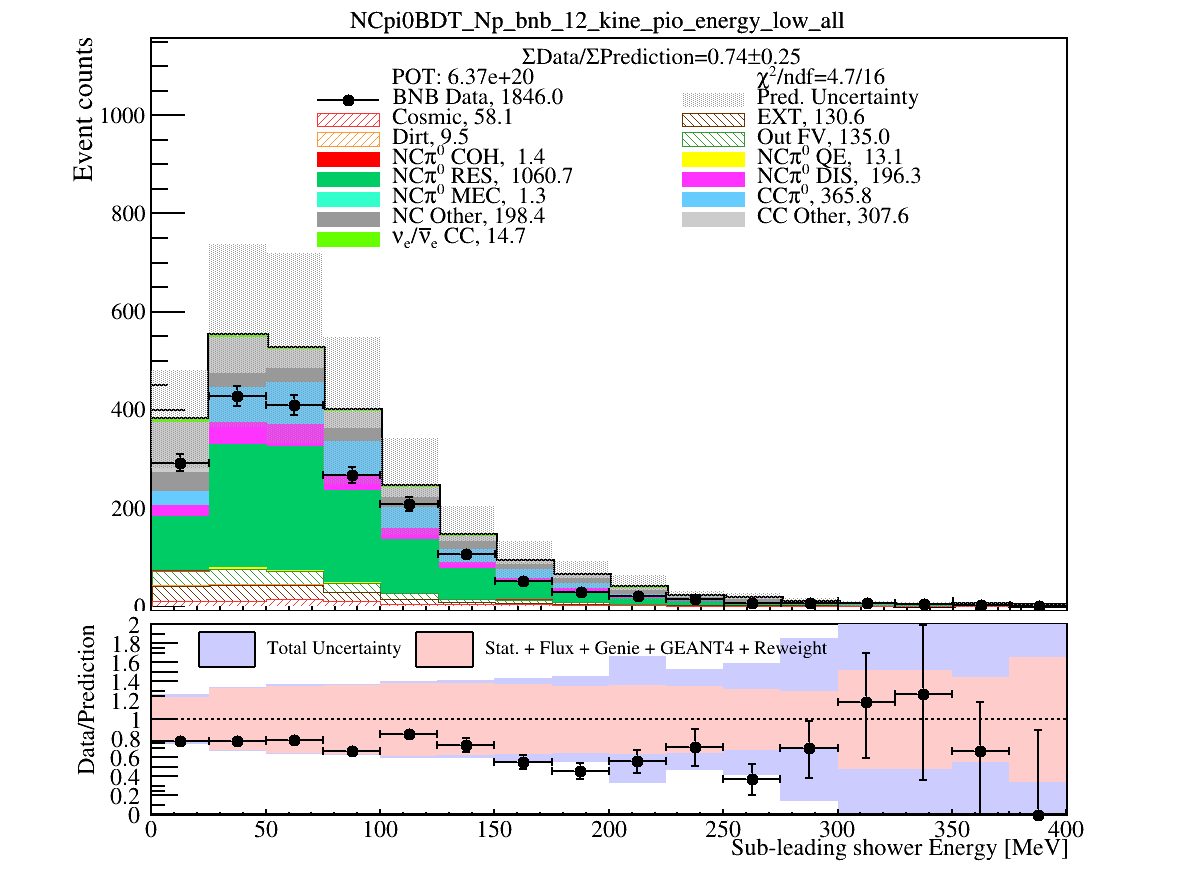 NCpi0BDT_Np_bnb_12_kine_pio_energy_low_all
ΣData/ΣPrediction=0.74±0.25
POT: 6.37e+20
χ²/ndf=4.7/16
BNB Data, 1846.0
Pred. Uncertainty
Cosmic, 58.1
EXT, 130.6
Dirt, 9.5
Out FV, 135.0
NCπ⁰ COH, 1.4
NCπ⁰ QE, 13.1
NCπ⁰ RES, 1060.7
NCπ⁰ DIS, 196.3
NCπ⁰ MEC, 1.3
CCπ⁰, 365.8
NC Other, 198.4
CC Other, 307.6
νₑ/ν̅ₑ CC, 14.7
Event counts
1000
800
600
400
200
0
Total Uncertainty
Stat. + Flux + Genie + GEANT4 + Reweight
Data/Prediction
2
1.8
1.6
1.4
1.2
1
0.8
0.6
0.4
0.2
0
0 50 100 150 200 250 300 350 400
Sub-leading shower Energy [MeV]